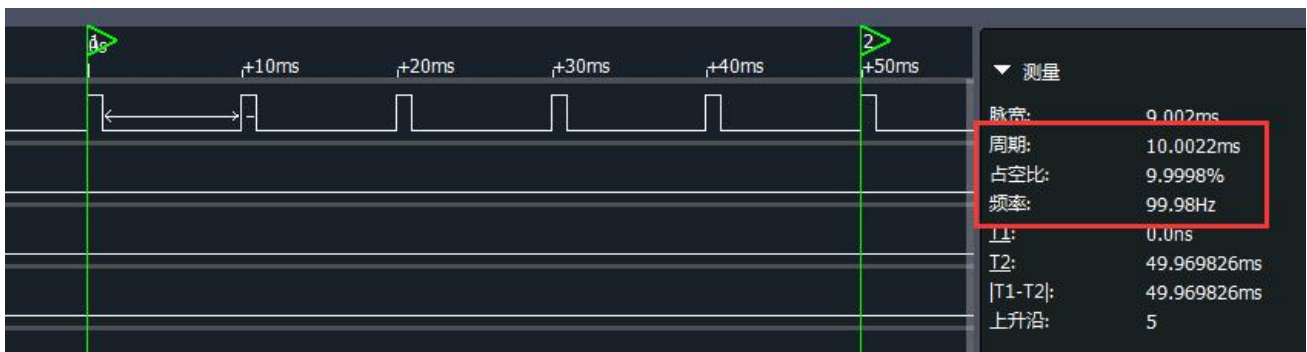 0s
1
2
+10ms +20ms +30ms +40ms +50ms
▼ 测量
脉宽: 9.002ms
周期: 10.0022ms
占空比: 9.9998%
频率: 99.98Hz
T1: 0.0ns
T2: 49.969826ms
|T1-T2|: 49.969826ms
上升沿: 5